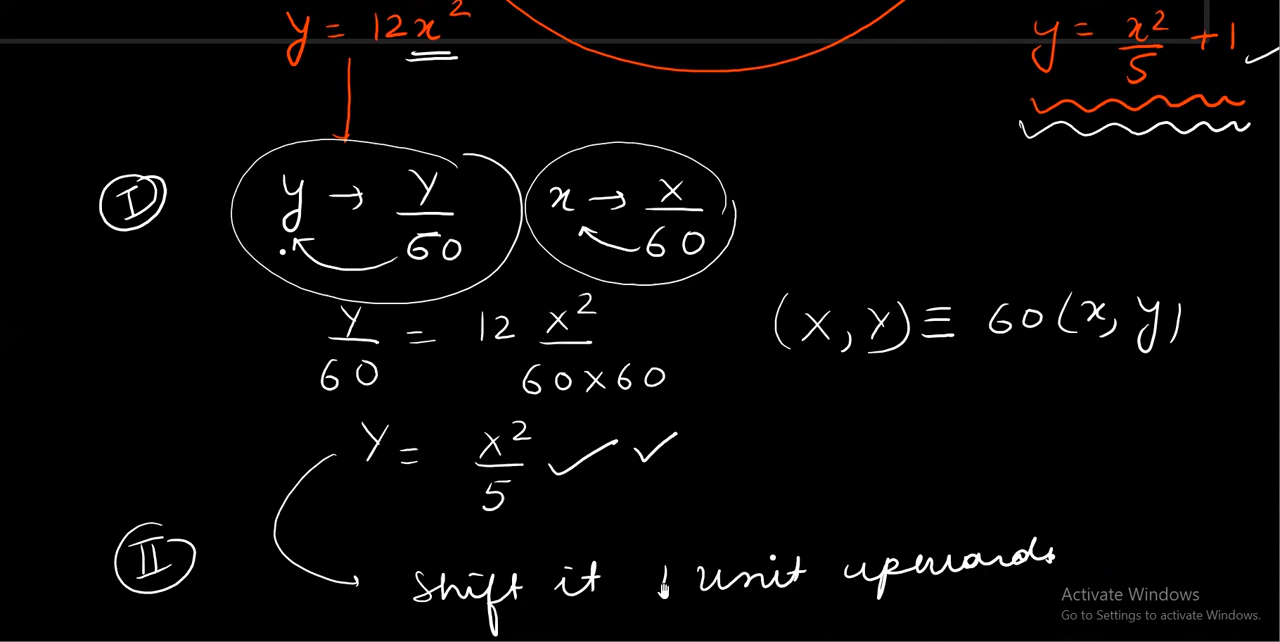 y = 12x²
y = x²/5 + 1
I
y → Y/60   x → X/60
Y/60 = 12 X²/60×60
(X, Y) ≡ 60(x, y)
Y = X²/5 ✓ ✓
II
shift it 1 unit upwards
Activate Windows
Go to Settings to activate Windows.